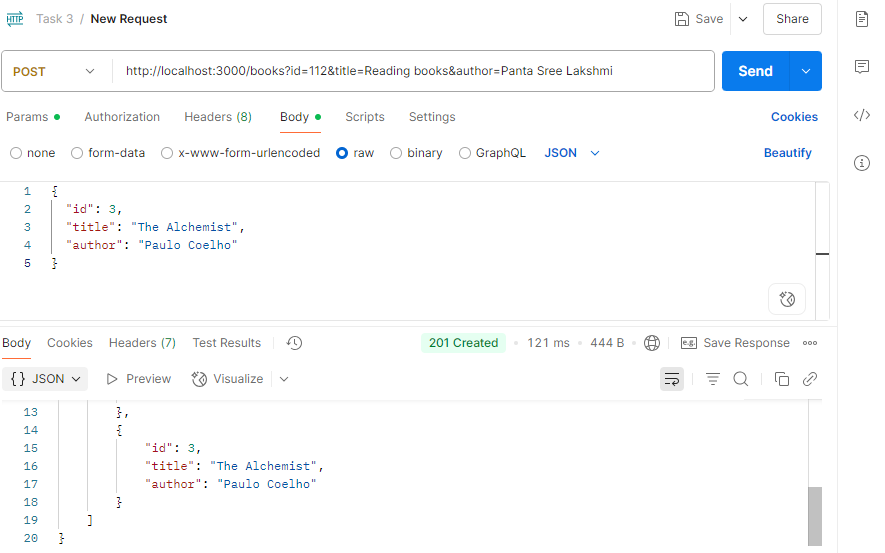 HTTP Task 3 / New Request Save Share
POST http://localhost:3000/books?id=112&title=Reading books&author=Panta Sree Lakshmi Send
Params Authorization Headers (8) Body Scripts Settings Cookies
none form-data x-www-form-urlencoded raw binary GraphQL JSON Beautify
1 {
2 "id": 3,
3 "title": "The Alchemist",
4 "author": "Paulo Coelho"
5 }
Body Cookies Headers (7) Test Results 201 Created 121 ms 444 B e.g. Save Response
{} JSON Preview Visualize
13 },
14 {
15 "id": 3,
16 "title": "The Alchemist",
17 "author": "Paulo Coelho"
18 }
19 ]
20 }